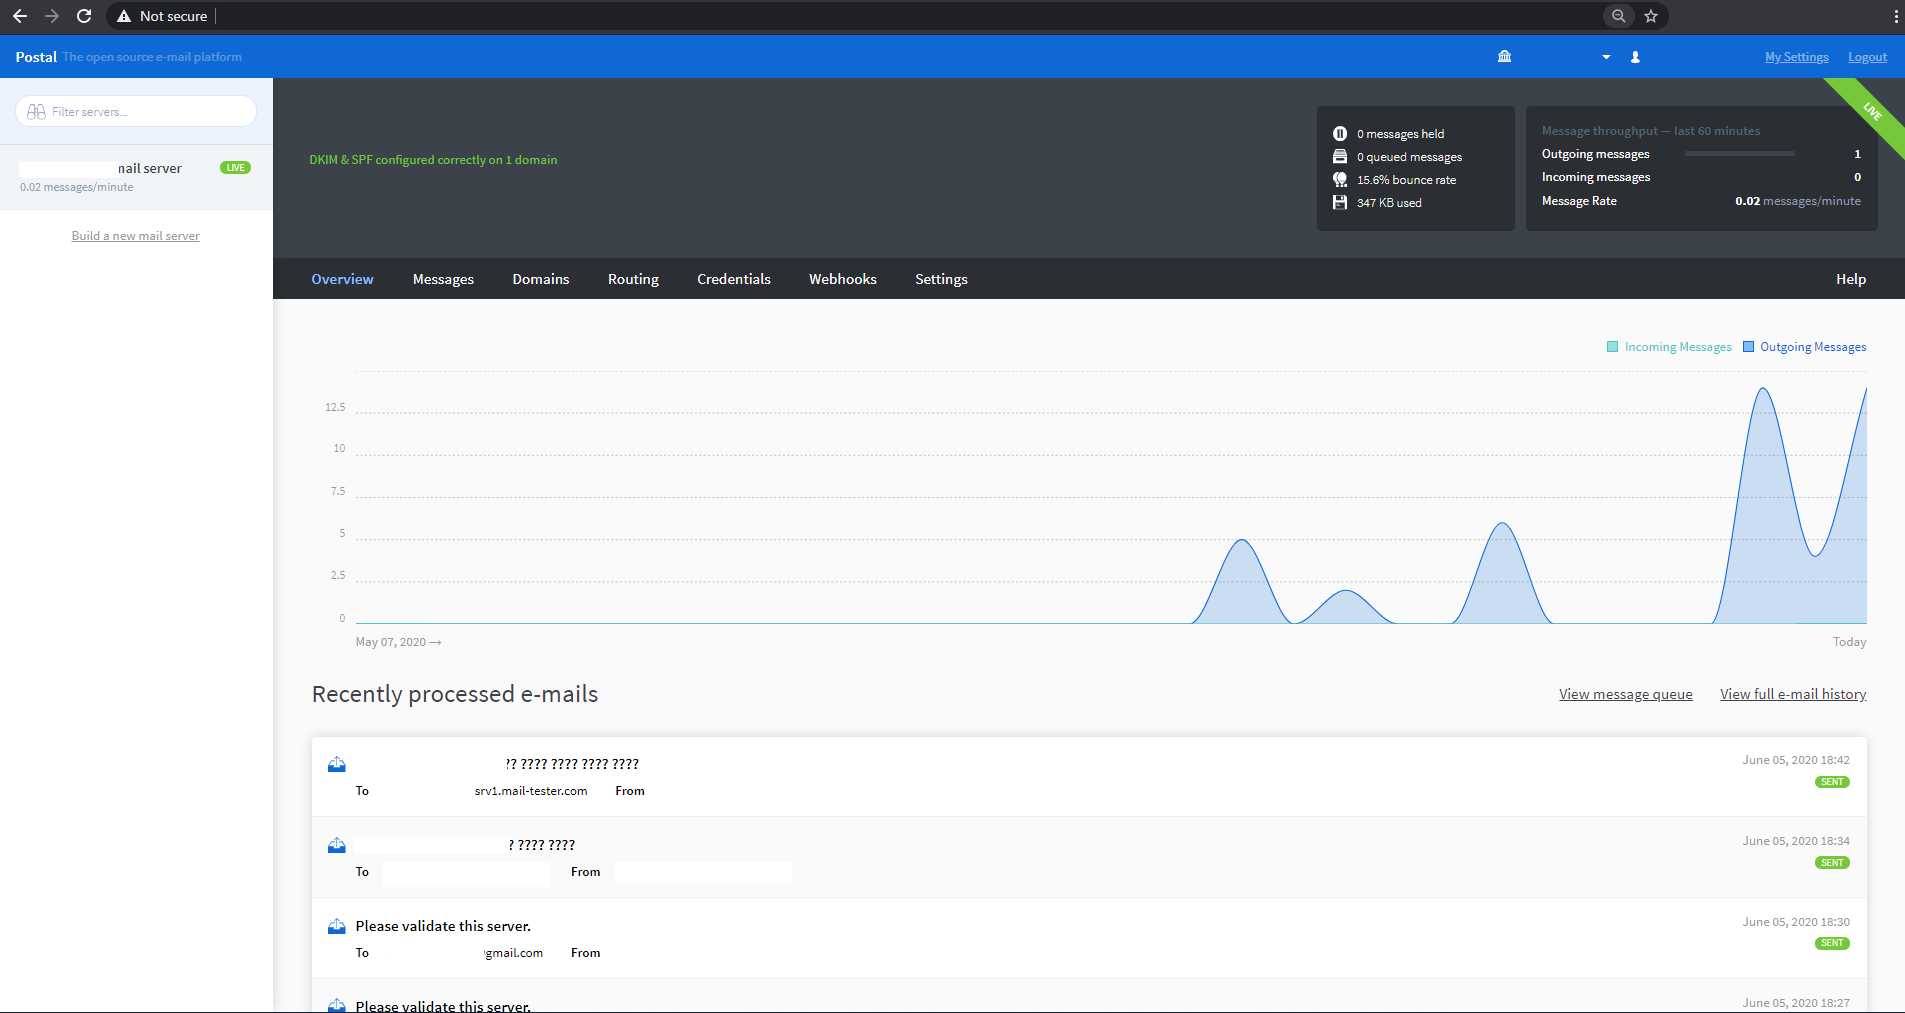 Not secure
Postal The open source e-mail platform
My Settings Logout
Filter servers...
mail server LIVE
0.02 messages/minute
Build a new mail server
DKIM & SPF configured correctly on 1 domain
0 messages held
0 queued messages
15.6% bounce rate
347 KB used
Message throughput — last 60 minutes
Outgoing messages 1
Incoming messages 0
Message Rate 0.02 messages/minute
LIVE
Overview Messages Domains Routing Credentials Webhooks Settings Help
Incoming Messages Outgoing Messages
12.5
10
7.5
5
2.5
0
May 07, 2020 → Today
Recently processed e-mails View message queue View full e-mail history
?? ???? ???? ???? ???? June 05, 2020 18:42
SENT
To srv1.mail-tester.com From
? ???? ???? June 05, 2020 18:34
SENT
To From
Please validate this server. June 05, 2020 18:30
SENT
To gmail.com From
Please validate this server. June 05, 2020 18:27